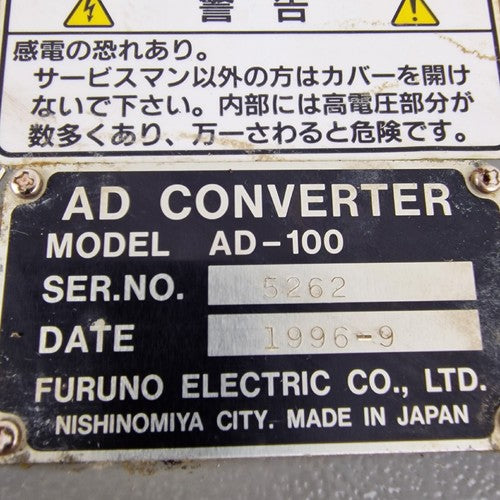 警告
感電の恐れあり。
サービスマン以外の方はカバーを開け
ないで下さい。内部には高電圧部分が
数多くあり、万一さわると危険です。
AD CONVERTER
MODEL AD-100
SER.NO. 5262
DATE 1996-9
FURUNO ELECTRIC CO., LTD.
NISHINOMIYA CITY. MADE IN JAPAN